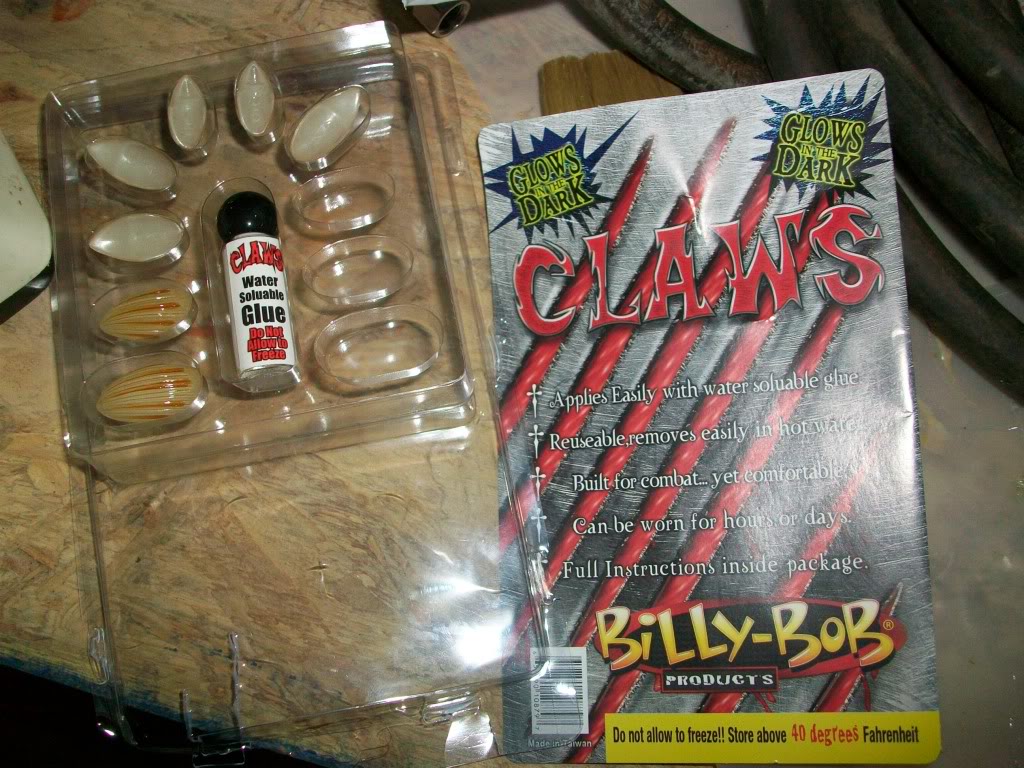 CLAWS
Water
Soluable
Glue
Do Not
Allow to
Freeze
GLOWS
IN THE
DARK
GLOWS
IN THE
DARK
CLAWS
Applies Easily with water soluable glue
Reuseable, removes easily in hot water.
Built for combat... yet comfortable.
Can be worn for hours or days.
Full Instructions inside package.
BiLLY-BOB®
PRODUCTS
Made in Taiwan
Do not allow to freeze!! Store above 40 degrees Fahrenheit